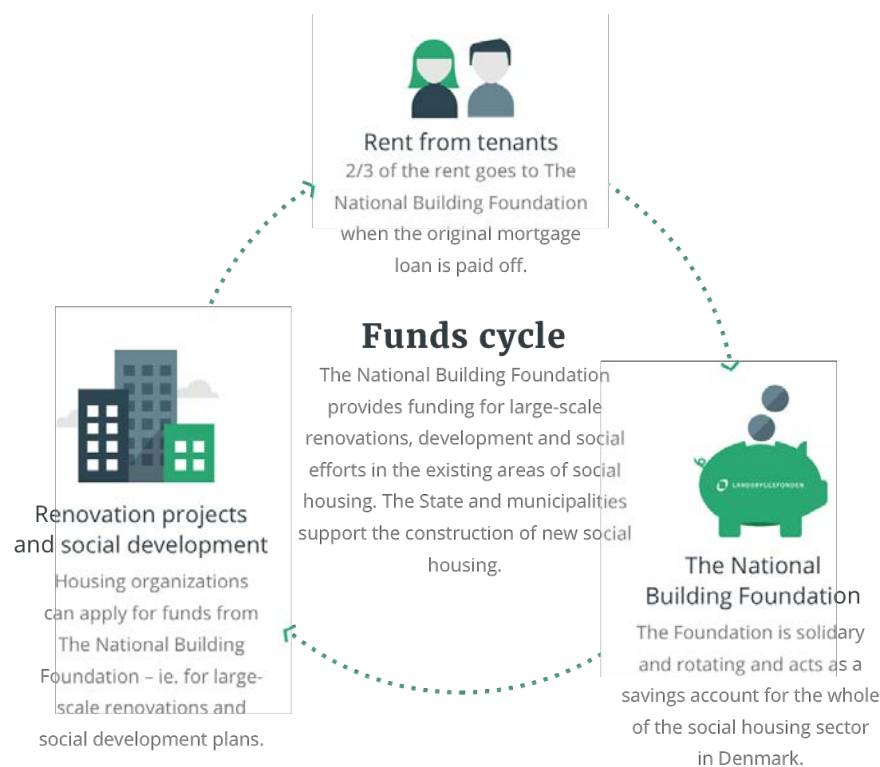 Rent from tenants
2/3 of the rent goes to The
National Building Foundation
when the original mortgage
loan is paid off.
Funds cycle
The National Building Foundation
provides funding for large-scale
renovations, development and social
efforts in the existing areas of social
housing. The State and municipalities
support the construction of new social
housing.
LANDSBYGGEFONDEN
The National
Building Foundation
The Foundation is solidary
and rotating and acts as a
savings account for the whole
of the social housing sector
in Denmark.
Renovation projects
and social development
Housing organizations
can apply for funds from
The National Building
Foundation – ie. for large-
scale renovations and
social development plans.